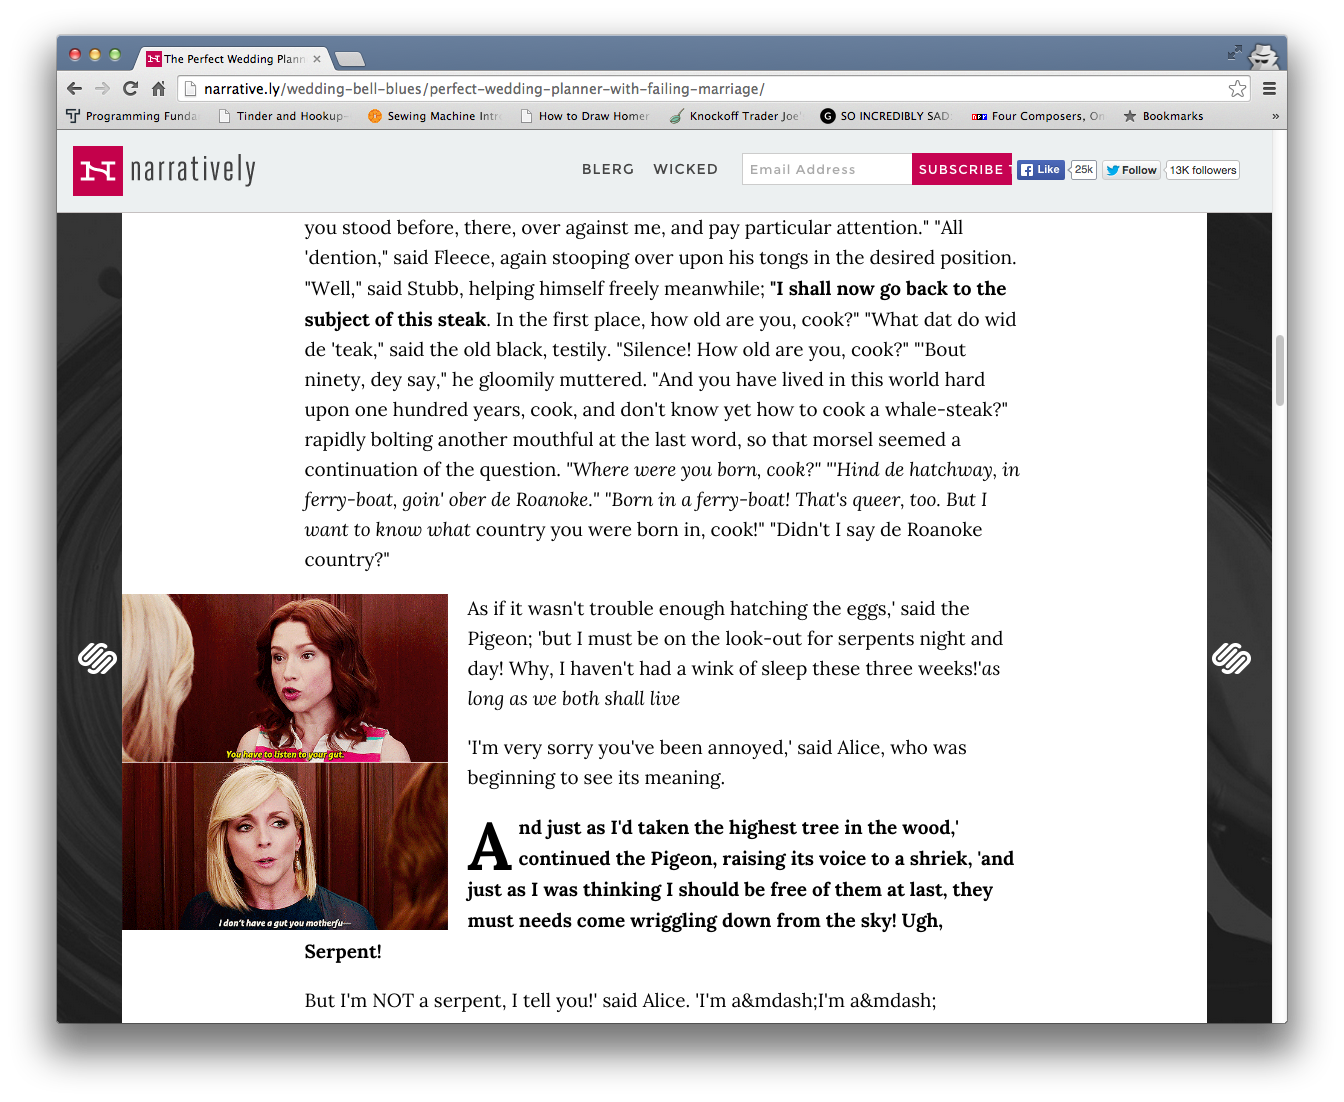 The Perfect Wedding Plann
narrative.ly/wedding-bell-blues/perfect-wedding-planner-with-failing-marriage/
Programming Funda Tinder and Hookup- Sewing Machine Intro How to Draw Homer Knockoff Trader Joe' SO INCREDIBLY SAD: Four Composers, On Bookmarks »
narratively BLERG WICKED Email Address SUBSCRIBE T Like 25k Follow 13K followers
you stood before, there, over against me, and pay particular attention." "All
'dention," said Fleece, again stooping over upon his tongs in the desired position.
"Well," said Stubb, helping himself freely meanwhile; "I shall now go back to the
subject of this steak. In the first place, how old are you, cook?" "What dat do wid
de 'teak," said the old black, testily. "Silence! How old are you, cook?" "'Bout
ninety, dey say," he gloomily muttered. "And you have lived in this world hard
upon one hundred years, cook, and don't know yet how to cook a whale-steak?"
rapidly bolting another mouthful at the last word, so that morsel seemed a
continuation of the question. "Where were you born, cook?" "'Hind de hatchway, in
ferry-boat, goin' ober de Roanoke." "Born in a ferry-boat! That's queer, too. But I
want to know what country you were born in, cook!" "Didn't I say de Roanoke
country?"
You have to listen to your gut.
I don't have a gut you motherfu—
As if it wasn't trouble enough hatching the eggs,' said the
Pigeon; 'but I must be on the look-out for serpents night and
day! Why, I haven't had a wink of sleep these three weeks!'as
long as we both shall live
'I'm very sorry you've been annoyed,' said Alice, who was
beginning to see its meaning.
And just as I'd taken the highest tree in the wood,'
continued the Pigeon, raising its voice to a shriek, 'and
just as I was thinking I should be free of them at last, they
must needs come wriggling down from the sky! Ugh,
Serpent!
But I'm NOT a serpent, I tell you!' said Alice. 'I'm a&mdash;I'm a&mdash;